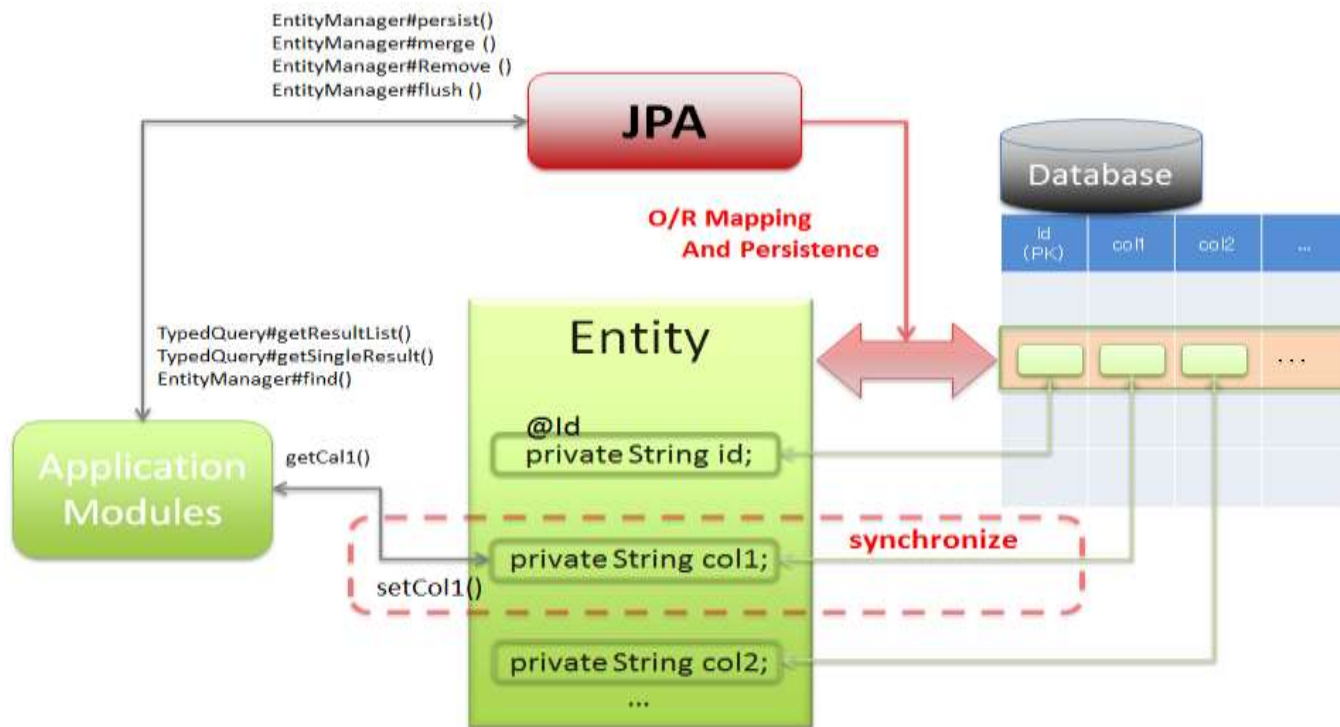 EntityManager#persist()
EntityManager#merge ()
EntityManager#Remove ()
EntityManager#flush ()
JPA
Database
O/R Mapping
And Persistence
Id
(PK)
col1
col2
...
TypedQuery#getResultList()
TypedQuery#getSingleResult()
EntityManager#find()
Entity
...
@Id
private String id;
Application
Modules
getCal1()
synchronize
private String col1;
setCol1()
private String col2;
...